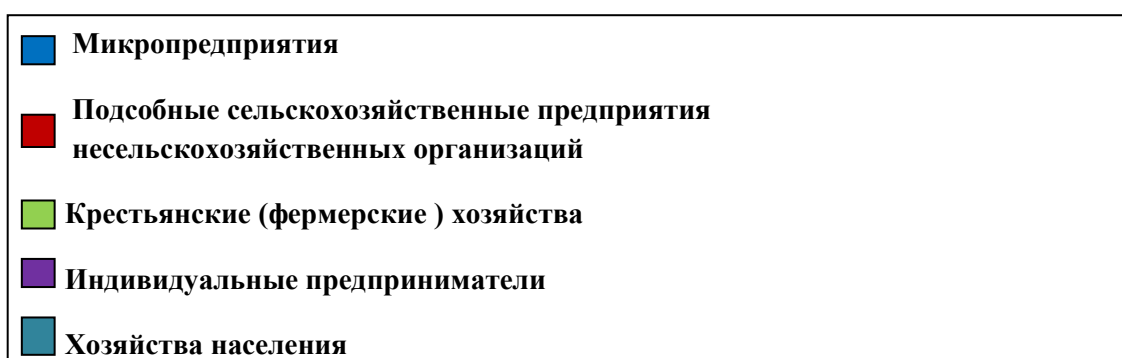 Микропредприятия
Подсобные сельскохозяйственные предприятия
несельскохозяйственных организаций
Крестьянские (фермерские ) хозяйства
Индивидуальные предприниматели
Хозяйства населения